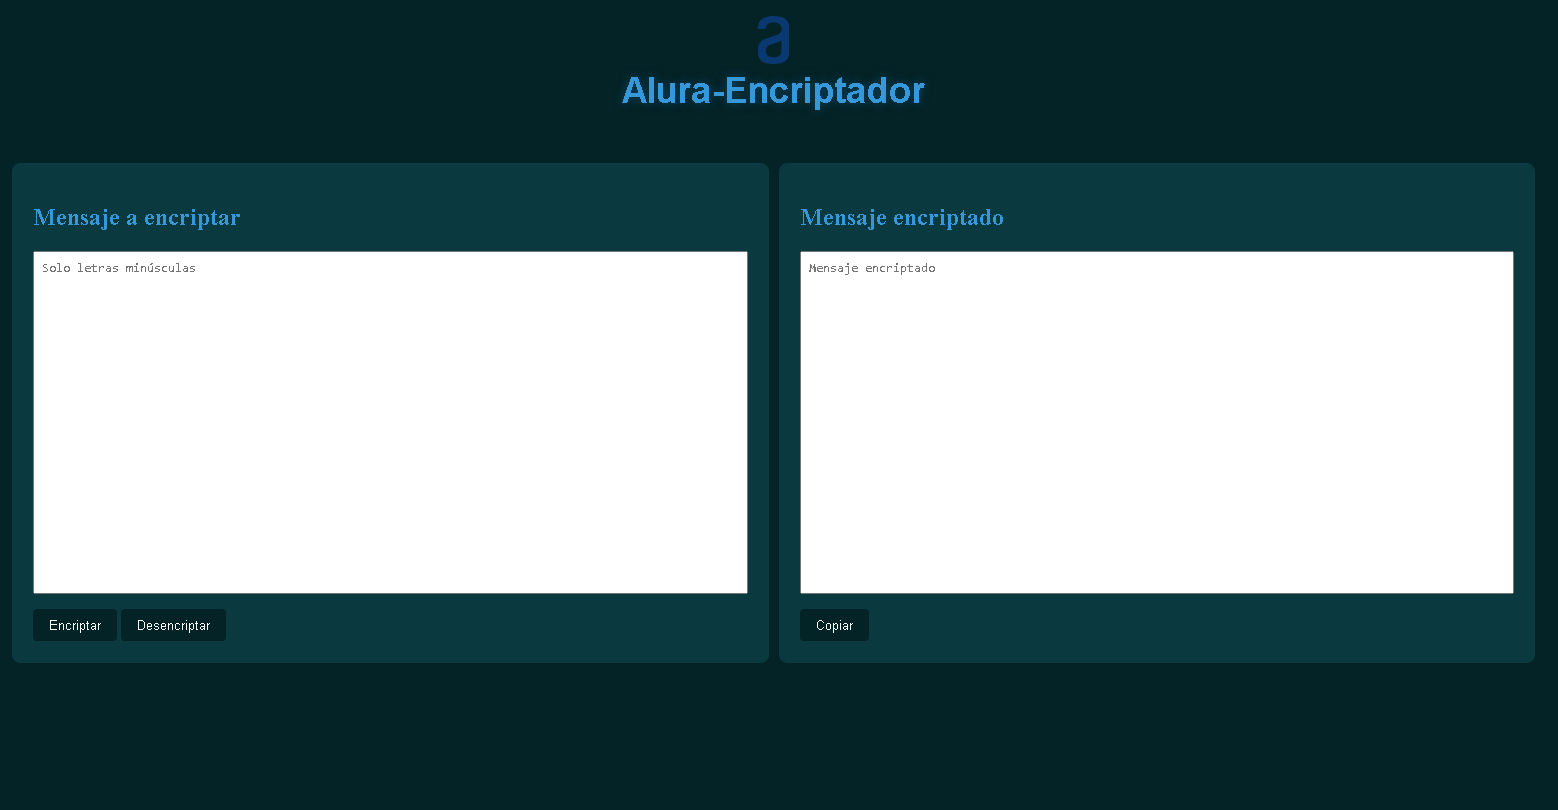 a
Alura-Encriptador
Mensaje a encriptar
Solo letras minúsculas
Encriptar
Desencriptar
Mensaje encriptado
Mensaje encriptado
Copiar